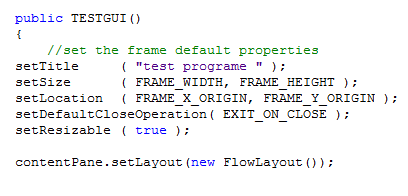 public TESTGUI()
{
    //set the frame default properties
setTitle     ( "test programe " );
setSize      ( FRAME_WIDTH, FRAME_HEIGHT );
setLocation  ( FRAME_X_ORIGIN, FRAME_Y_ORIGIN );
setDefaultCloseOperation( EXIT_ON_CLOSE );
setResizable ( true );

contentPane.setLayout(new FlowLayout());